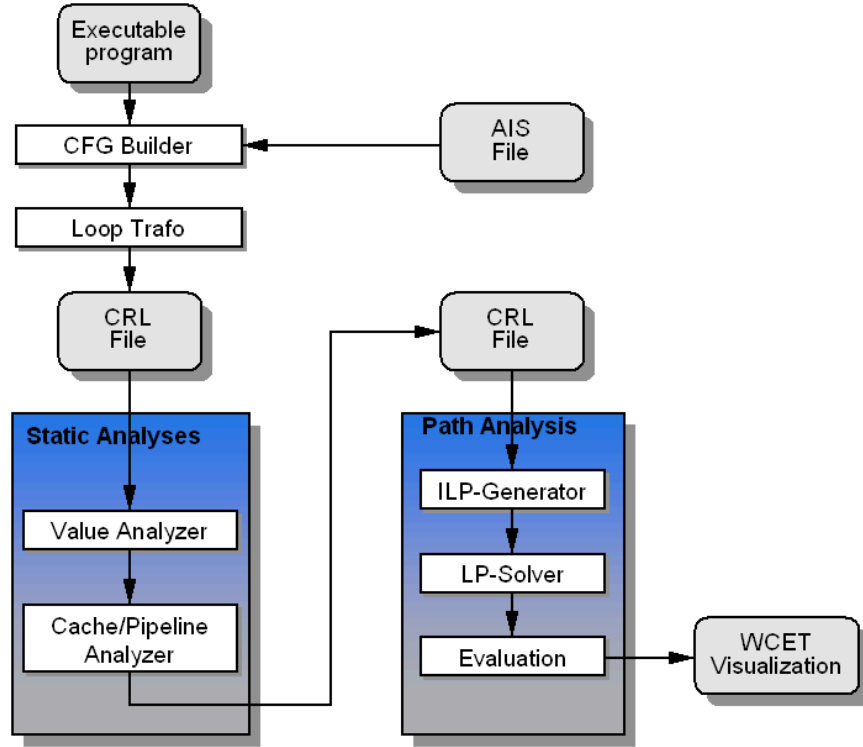 Executable
program
CFG Builder
AIS
File
Loop Trafo
CRL
File
CRL
File
Static Analyses
Value Analyzer
Cache/Pipeline
Analyzer
Path Analysis
ILP-Generator
LP-Solver
Evaluation
WCET
Visualization